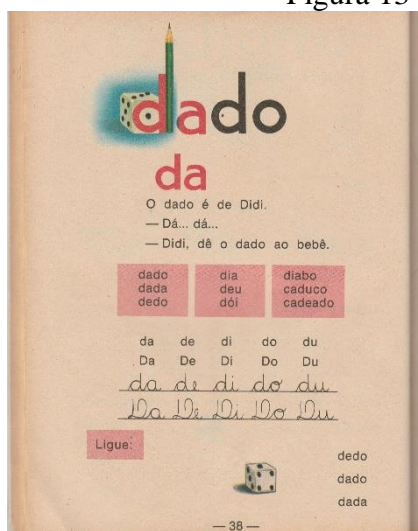 Figura 13
dado
da
O dado é de Didi.
— Dá... dá...
— Didi, dê o dado ao bebê.
dado dia diabo
dada deu caduco
dedo dói cadeado
da de di do du
Da De Di Do Du
da de di do du
Da De Di Do Du
Ligue:
dedo
dado
dada
— 38 —